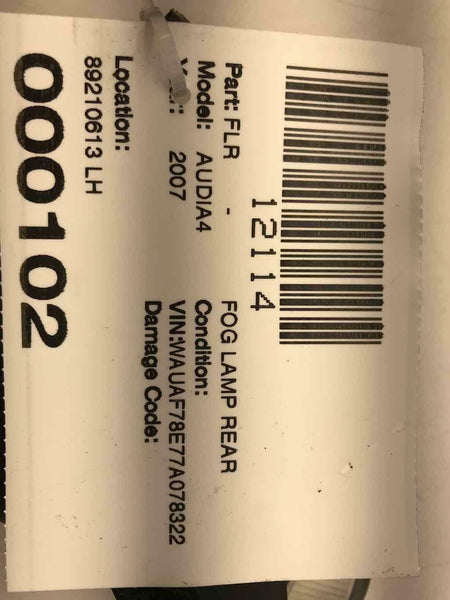 12114
Part: FLR - FOG LAMP REAR
Model: AUDIA4 Condition:
2007 VIN:WAUAF78E77A078322
Damage Code:
Location:
89210613 LH
000102